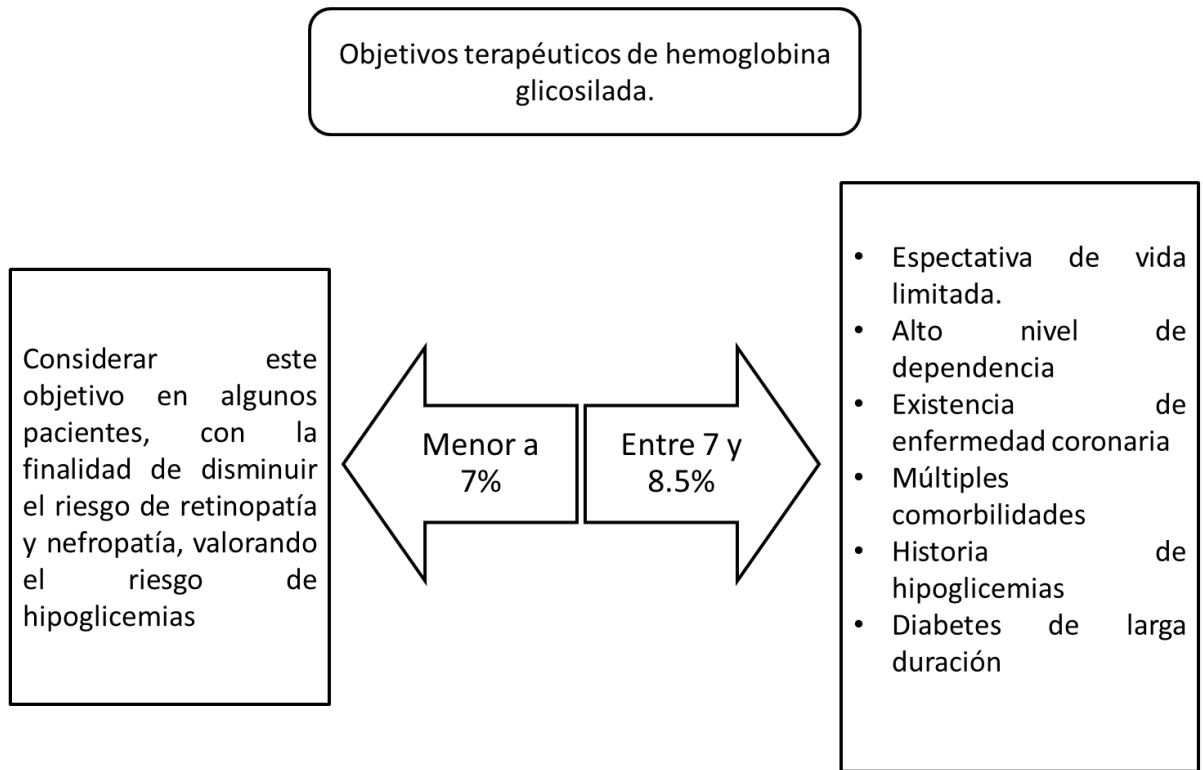 Objetivos terapéuticos de hemoglobina
glicosilada.
Considerar este
objetivo en algunos
pacientes, con la
finalidad de disminuir
el riesgo de retinopatía
y nefropatía, valorando
el riesgo de
hipoglicemias
Menor a
7%
Entre 7 y
8.5%
• Espectativa de vida
limitada.
• Alto nivel de
dependencia
• Existencia de
enfermedad coronaria
• Múltiples
comorbilidades
• Historia de
hipoglicemias
• Diabetes de larga
duración